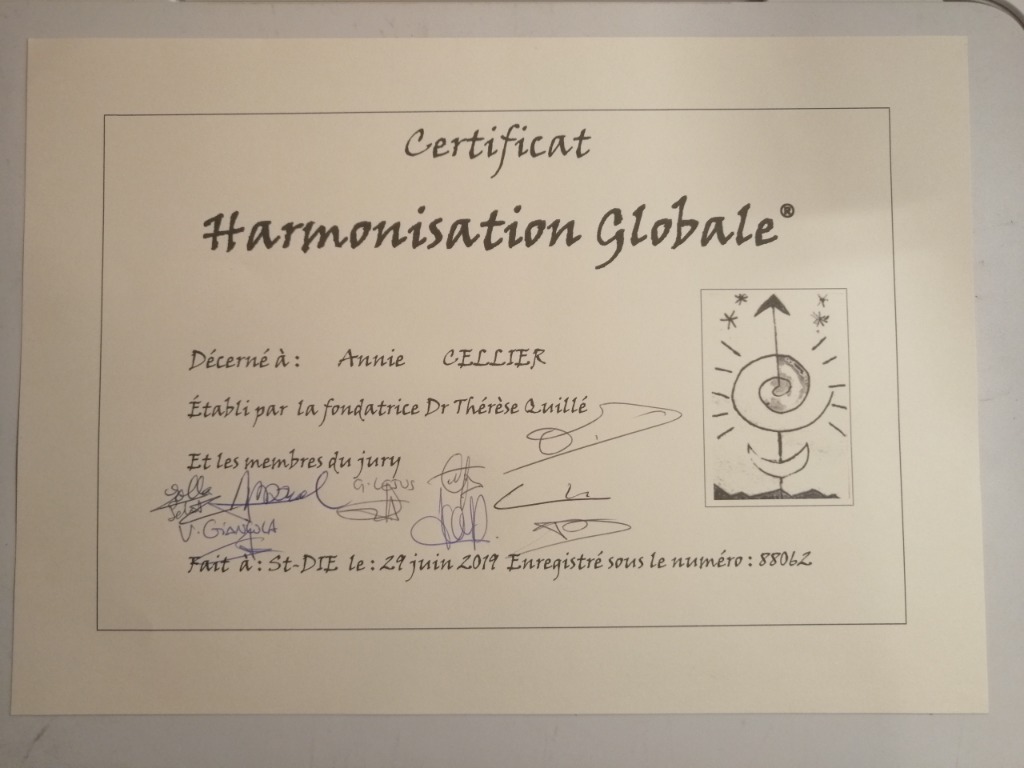 Certificat
Harmonisation Globale®
Décerné à : Annie CELLIER
Établi par la fondatrice Dr Thérèse Quillé
Et les membres du jury
V. GIANOLA
Fait à : St-DIE le : 29 juin 2019 Enregistré sous le numéro : 88062